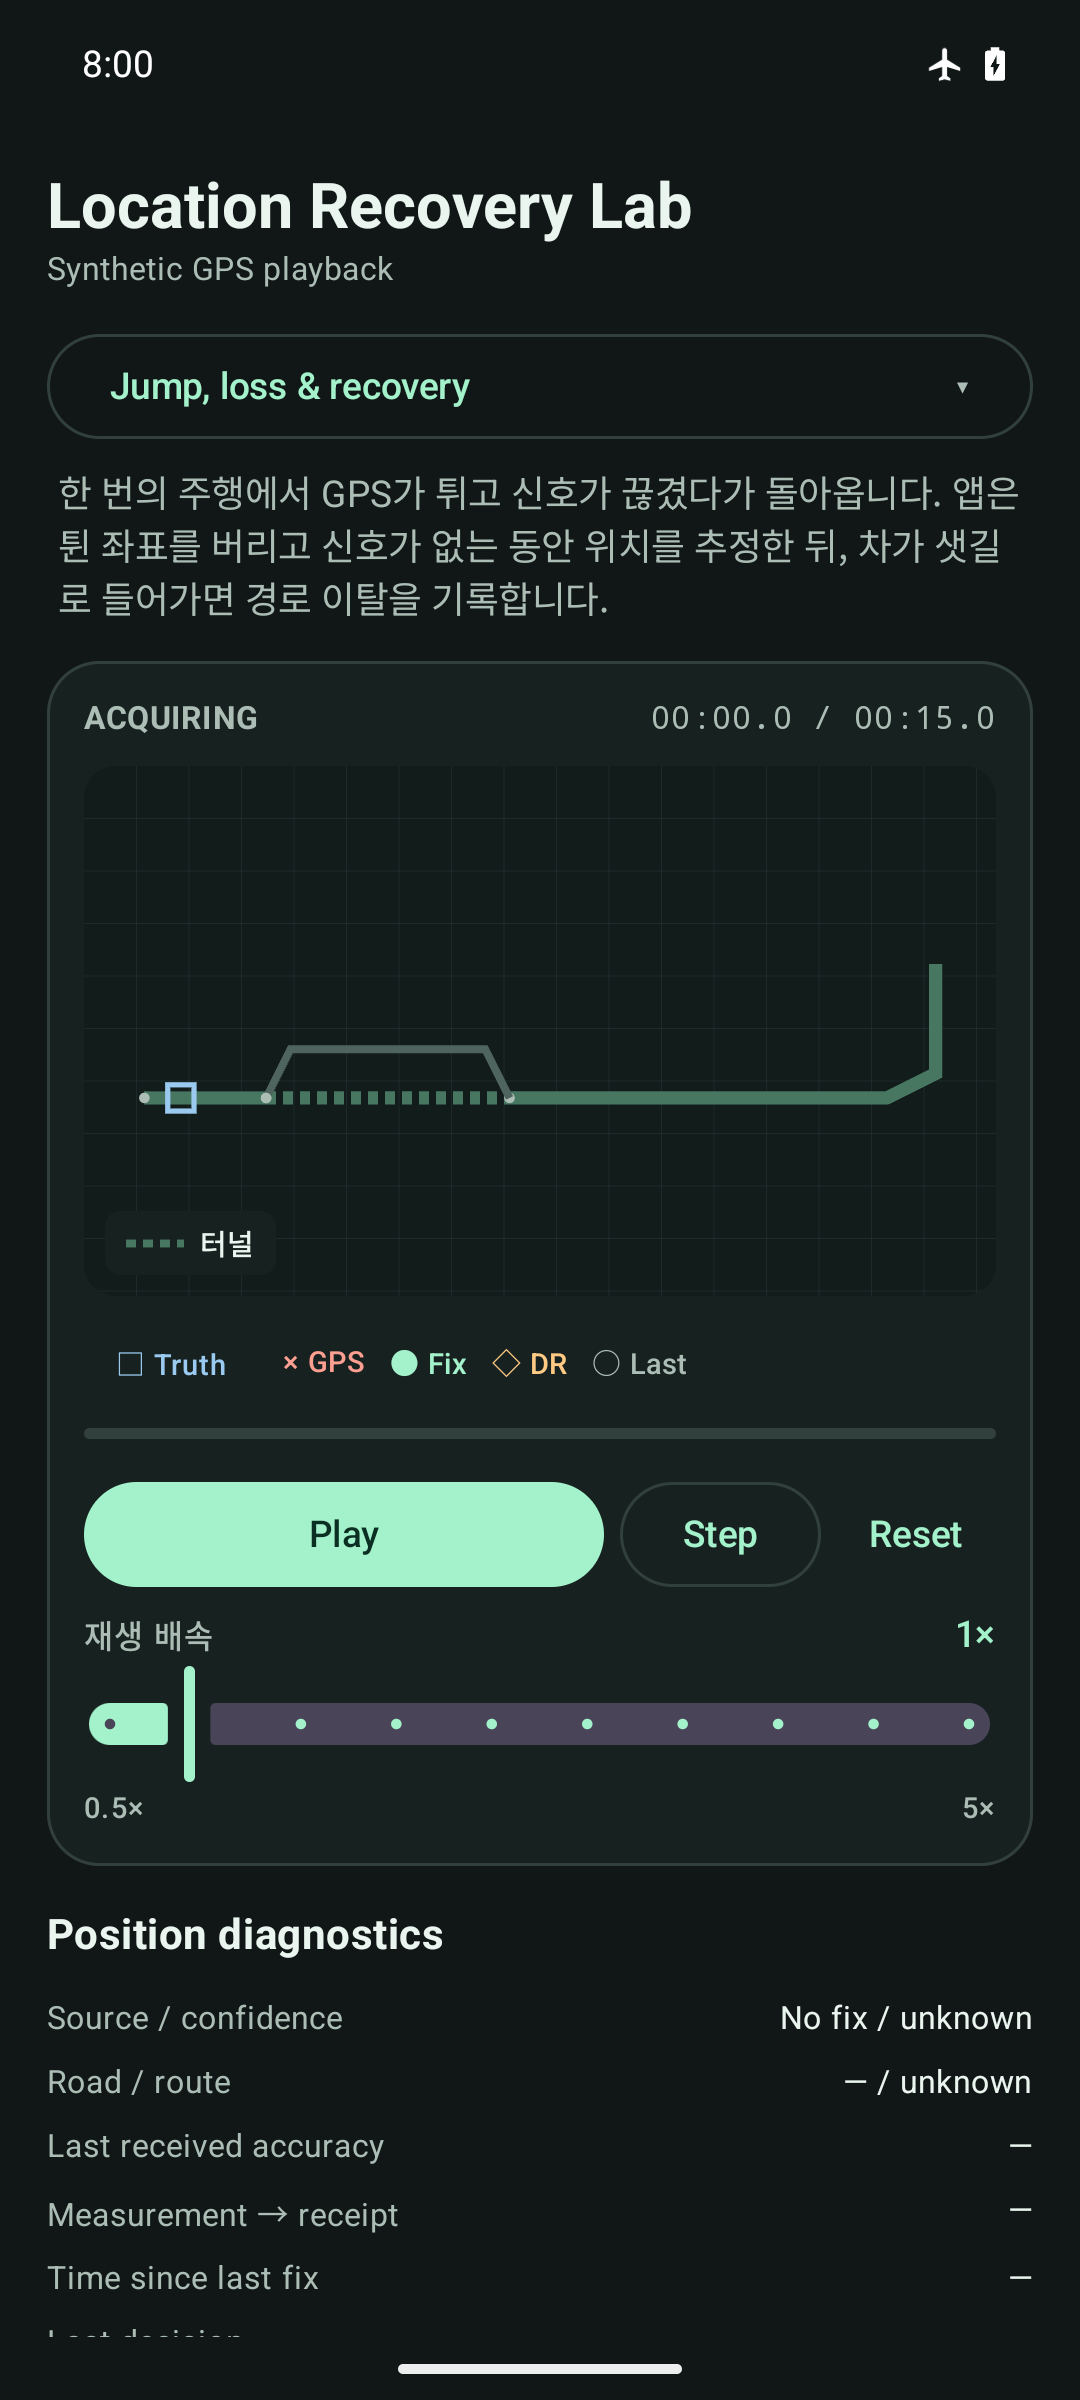 8:00
Location Recovery Lab
Synthetic GPS playback
Jump, loss & recovery
한 번의 주행에서 GPS가 튀고 신호가 끊겼다가 돌아옵니다. 앱은
튄 좌표를 버리고 신호가 없는 동안 위치를 추정한 뒤, 차가 샛길
로 들어가면 경로 이탈을 기록합니다.
ACQUIRING 00:00.0 / 00:15.0
터널
□ Truth × GPS ● Fix ◇ DR ○ Last
Play Step Reset
재생 배속 1×
0.5× 5×
Position diagnostics
Source / confidence No fix / unknown
Road / route — / unknown
Last received accuracy —
Measurement → receipt —
Time since last fix —